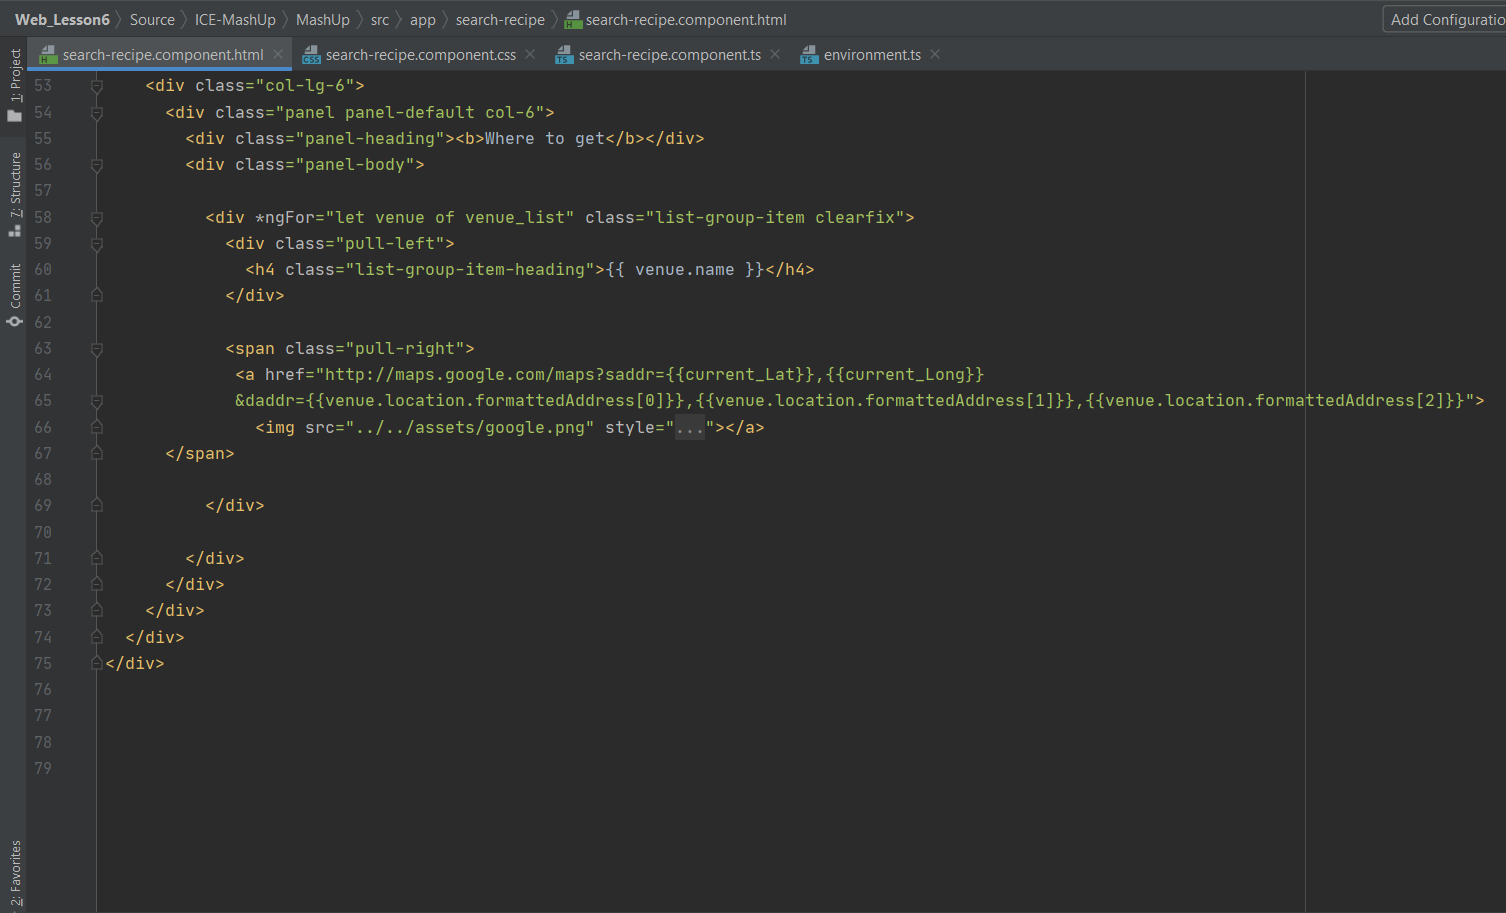 Web_Lesson6 Source ICE-MashUp MashUp src app search-recipe search-recipe.component.html Add Configuratio
search-recipe.component.html search-recipe.component.css search-recipe.component.ts environment.ts
1: Project
7: Structure
Commit
2: Favorites
53 <div class="col-lg-6">
54 <div class="panel panel-default col-6">
55 <div class="panel-heading"><b>Where to get</b></div>
56 <div class="panel-body">
57
58 <div *ngFor="let venue of venue_list" class="list-group-item clearfix">
59 <div class="pull-left">
60 <h4 class="list-group-item-heading">{{ venue.name }}</h4>
61 </div>
62
63 <span class="pull-right">
64 <a href="http://maps.google.com/maps?saddr={{current_Lat}},{{current_Long}}
65 &daddr={{venue.location.formattedAddress[0]}},{{venue.location.formattedAddress[1]}},{{venue.location.formattedAddress[2]}}">
66 <img src="../../assets/google.png" style="..."></a>
67 </span>
68
69 </div>
70
71 </div>
72 </div>
73 </div>
74 </div>
75 </div>
76
77
78
79